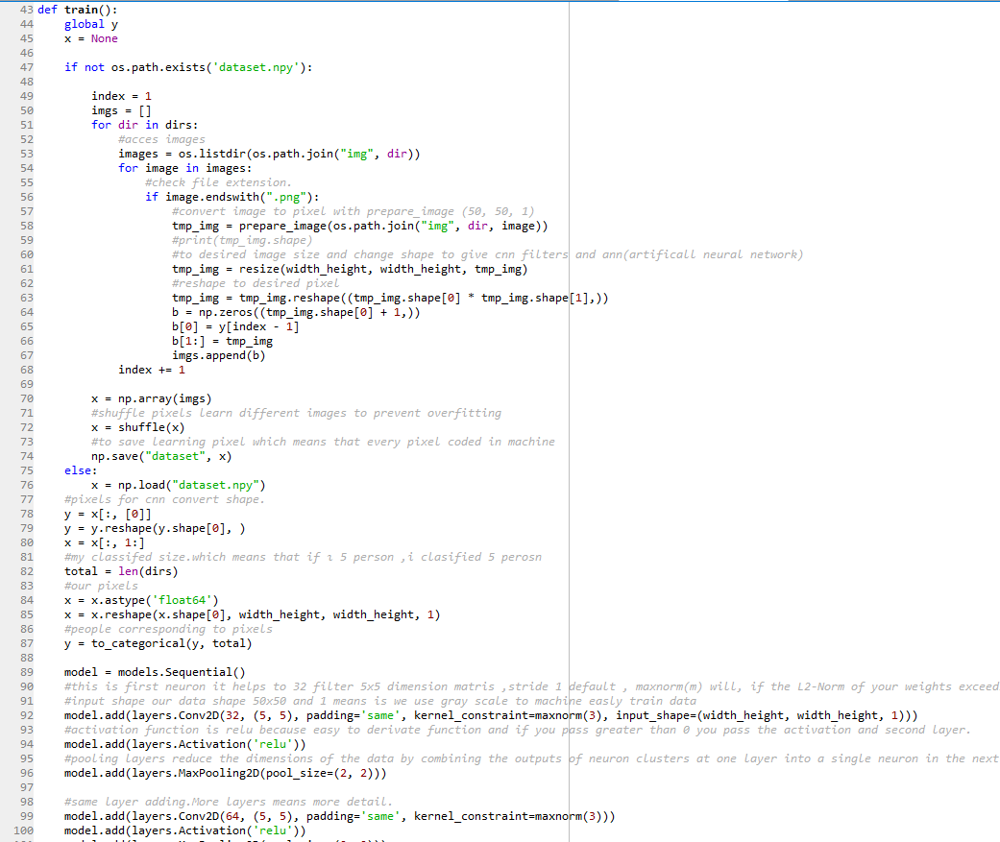 43 def train():
44     global y
45     x = None
46
47     if not os.path.exists('dataset.npy'):
48
49         index = 1
50         imgs = []
51         for dir in dirs:
52             #acces images
53             images = os.listdir(os.path.join("img", dir))
54             for image in images:
55                 #check file extension.
56                 if image.endswith(".png"):
57                     #convert image to pixel with prepare_image (50, 50, 1)
58                     tmp_img = prepare_image(os.path.join("img", dir, image))
59                     #print(tmp_img.shape)
60                     #to desired image size and change shape to give cnn filters and ann(artificall neural network)
61                     tmp_img = resize(width_height, width_height, tmp_img)
62                     #reshape to desired pixel
63                     tmp_img = tmp_img.reshape((tmp_img.shape[0] * tmp_img.shape[1],))
64                     b = np.zeros((tmp_img.shape[0] + 1,))
65                     b[0] = y[index - 1]
66                     b[1:] = tmp_img
67                     imgs.append(b)
68             index += 1
69
70         x = np.array(imgs)
71         #shuffle pixels learn different images to prevent overfitting
72         x = shuffle(x)
73         #to save learning pixel which means that every pixel coded in machine
74         np.save("dataset", x)
75     else:
76         x = np.load("dataset.npy")
77     #pixels for cnn convert shape.
78     y = x[:, [0]]
79     y = y.reshape(y.shape[0], )
80     x = x[:, 1:]
81     #my classifed size.which means that if ı 5 person ,i clasified 5 perosn
82     total = len(dirs)
83     #our pixels
84     x = x.astype('float64')
85     x = x.reshape(x.shape[0], width_height, width_height, 1)
86     #people corresponding to pixels
87     y = to_categorical(y, total)
88
89     model = models.Sequential()
90     #this is first neuron it helps to 32 filter 5x5 dimension matris ,stride 1 default , maxnorm(m) will, if the L2-Norm of your weights exceed
91     #input shape our data shape 50x50 and 1 means is we use gray scale to machine easly train data
92     model.add(layers.Conv2D(32, (5, 5), padding='same', kernel_constraint=maxnorm(3), input_shape=(width_height, width_height, 1)))
93     #activation function is relu because easy to derivate function and if you pass greater than 0 you pass the activation and second layer.
94     model.add(layers.Activation('relu'))
95     #pooling layers reduce the dimensions of the data by combining the outputs of neuron clusters at one layer into a single neuron in the next
96     model.add(layers.MaxPooling2D(pool_size=(2, 2)))
97
98     #same layer adding.More layers means more detail.
99     model.add(layers.Conv2D(64, (5, 5), padding='same', kernel_constraint=maxnorm(3)))
100     model.add(layers.Activation('relu'))